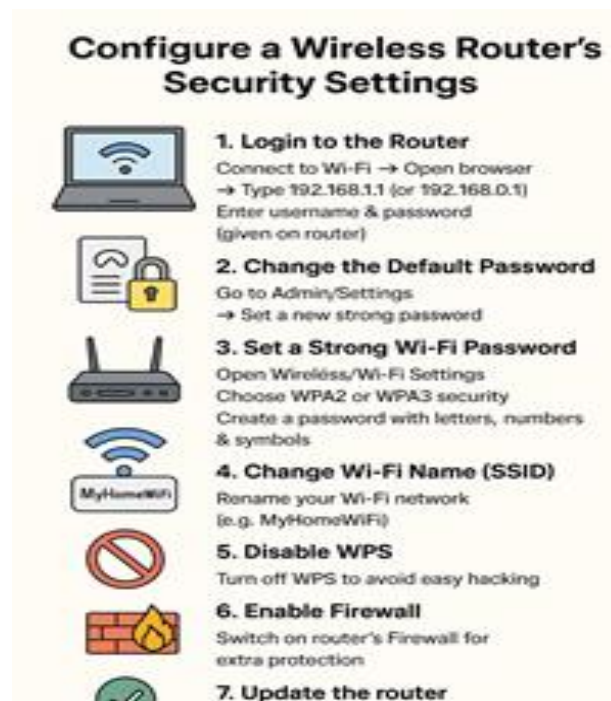 Configure a Wireless Router's
Security Settings
1. Login to the Router
Connect to Wi-Fi → Open browser
→ Type 192.168.1.1 (or 192.168.0.1)
Enter username & password
(given on router)
2. Change the Default Password
Go to Admin/Settings
→ Set a new strong password
3. Set a Strong Wi-Fi Password
Open Wireless/Wi-Fi Settings
Choose WPA2 or WPA3 security
Create a password with letters, numbers
& symbols
4. Change Wi-Fi Name (SSID)
MyHomeWiFi
Rename your Wi-Fi network
(e.g. MyHomeWiFi)
5. Disable WPS
Turn off WPS to avoid easy hacking
6. Enable Firewall
Switch on router's Firewall for
extra protection
7. Update the router